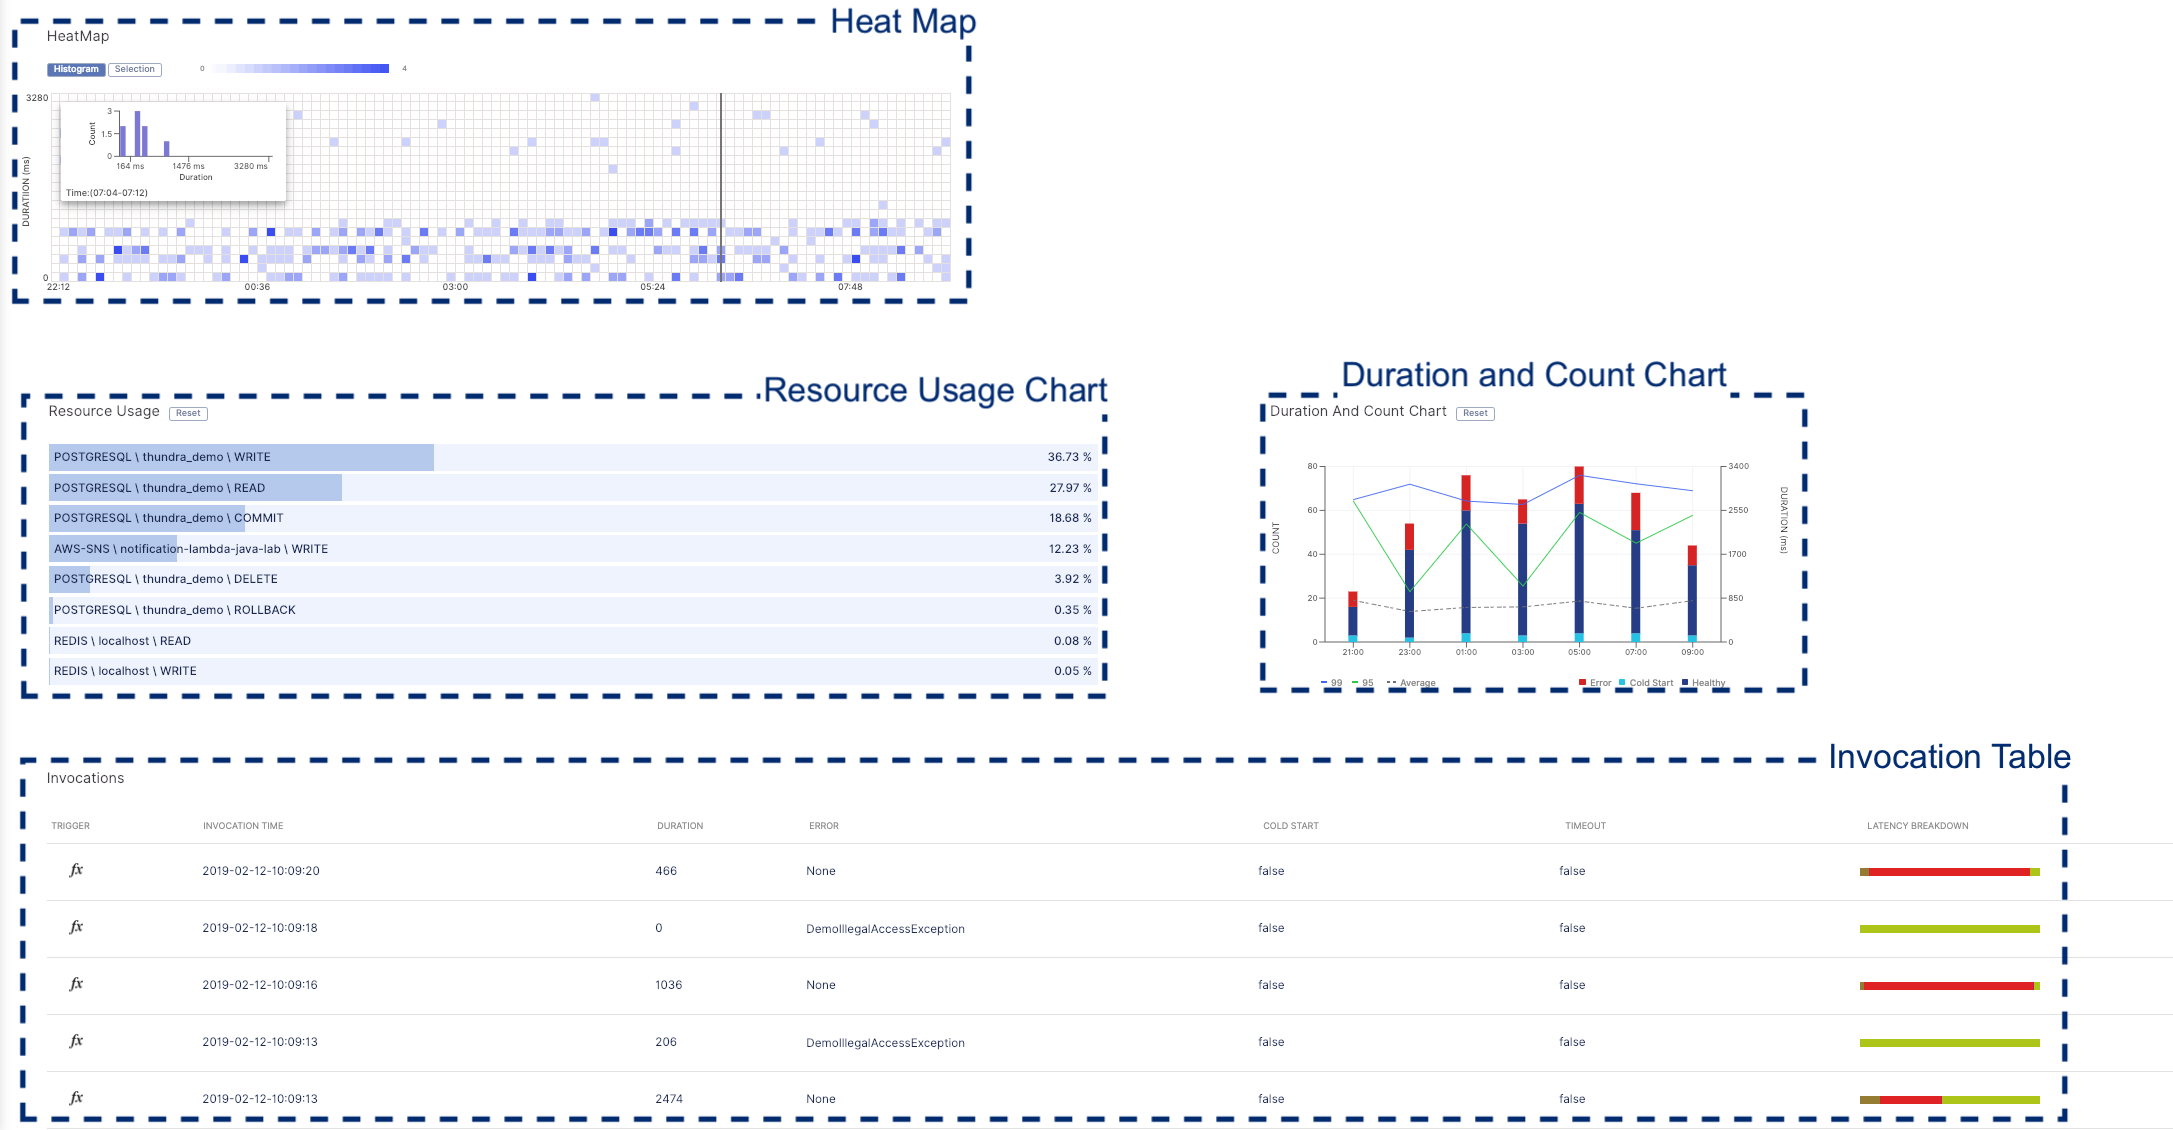 Heat Map
HeatMap
Histogram Selection 0 4
3280
3
1.5
0
Count
164 ms 1476 ms 3280 ms
Duration
Time:(07:04-07:12)
DURATIION (ms)
0
22:12 00:36 03:00 05:24 07:48
Resource Usage Chart
Resource Usage Reset
POSTGRESQL \ thundra_demo \ WRITE 36.73 %
POSTGRESQL \ thundra_demo \ READ 27.97 %
POSTGRESQL \ thundra_demo \ COMMIT 18.68 %
AWS-SNS \ notification-lambda-java-lab \ WRITE 12.23 %
POSTGRESQL \ thundra_demo \ DELETE 3.92 %
POSTGRESQL \ thundra_demo \ ROLLBACK 0.35 %
REDIS \ localhost \ READ 0.08 %
REDIS \ localhost \ WRITE 0.05 %
Duration and Count Chart
Duration And Count Chart Reset
80 3400
60 2550
40 1700
20 850
0 0
COUNT
DURATION (ms)
21:00 23:00 01:00 03:00 05:00 07:00 09:00
99 95 Average Error Cold Start Healthy
Invocation Table
Invocations
TRIGGER INVOCATION TIME DURATION ERROR COLD START TIMEOUT LATENCY BREAKDOWN
fx 2019-02-12-10:09:20 466 None false false
fx 2019-02-12-10:09:18 0 DemoIllegalAccessException false false
fx 2019-02-12-10:09:16 1036 None false false
fx 2019-02-12-10:09:13 206 DemoIllegalAccessException false false
fx 2019-02-12-10:09:13 2474 None false false